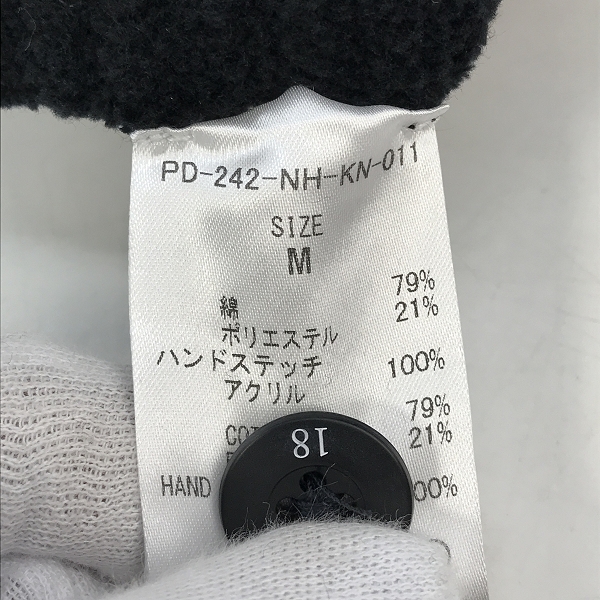 PD-242-NH-KN-011
SIZE
M
綿 79%
ポリエステル 21%
ハンドステッチ
アクリル 100%
79%
21%
HAND
18